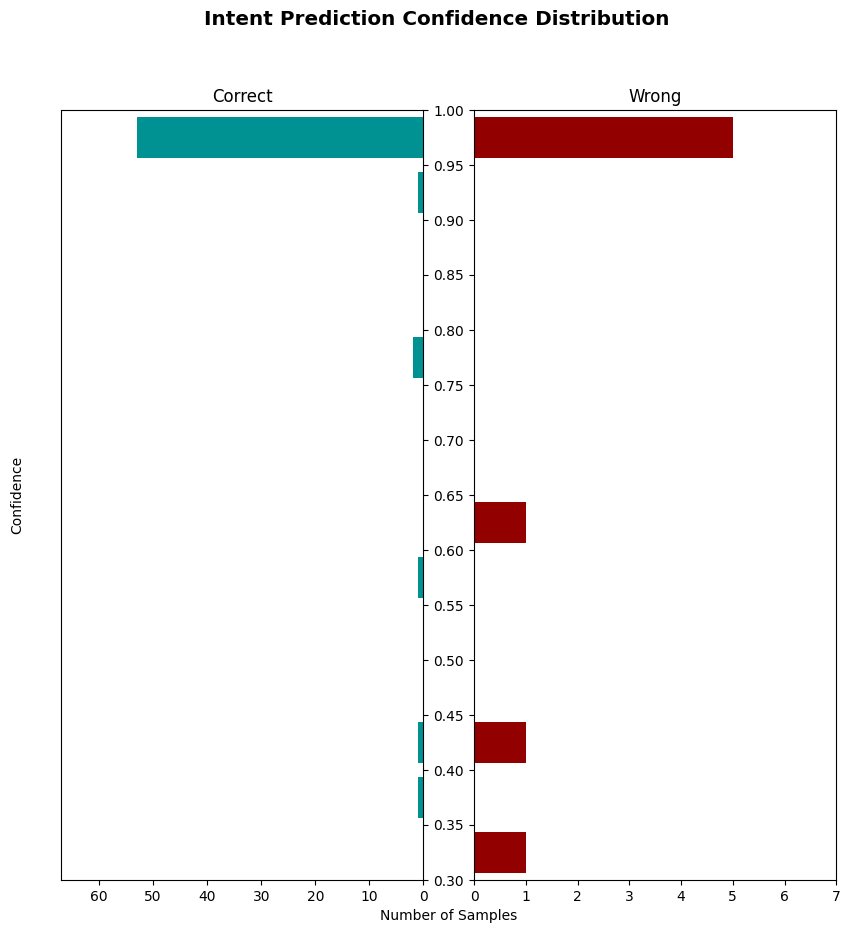 Intent Prediction Confidence Distribution
Correct
Wrong
1.00
0.95
0.90
0.85
0.80
0.75
0.70
0.65
0.60
0.55
0.50
0.45
0.40
0.35
0.30
Confidence
60 50 40 30 20 10 0
0 1 2 3 4 5 6 7
Number of Samples